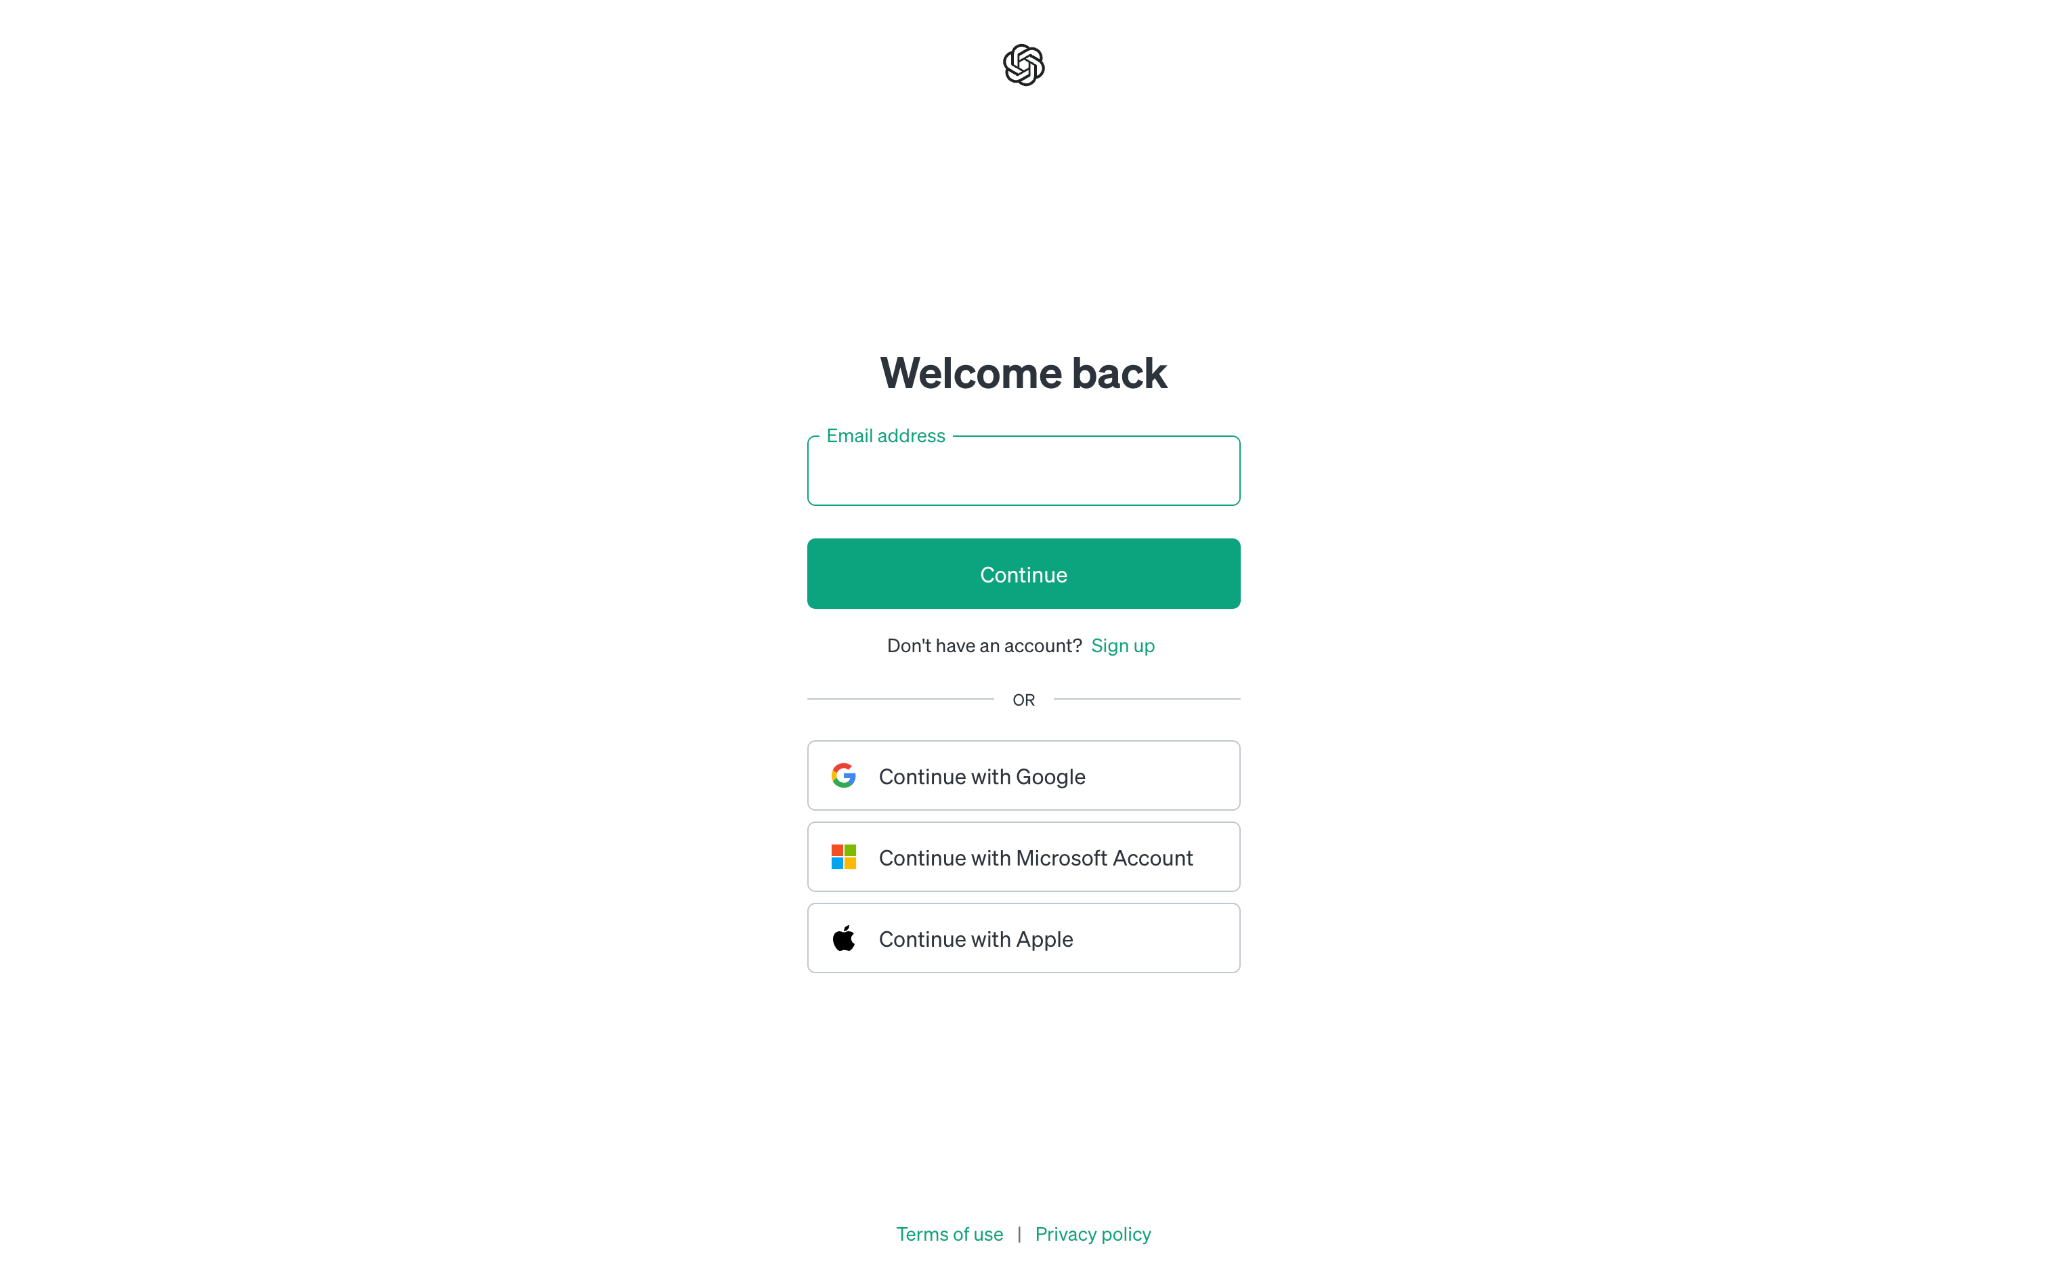 Welcome back
Email address
Continue
Don't have an account? Sign up
OR
Continue with Google
Continue with Microsoft Account
Continue with Apple
Terms of use | Privacy policy